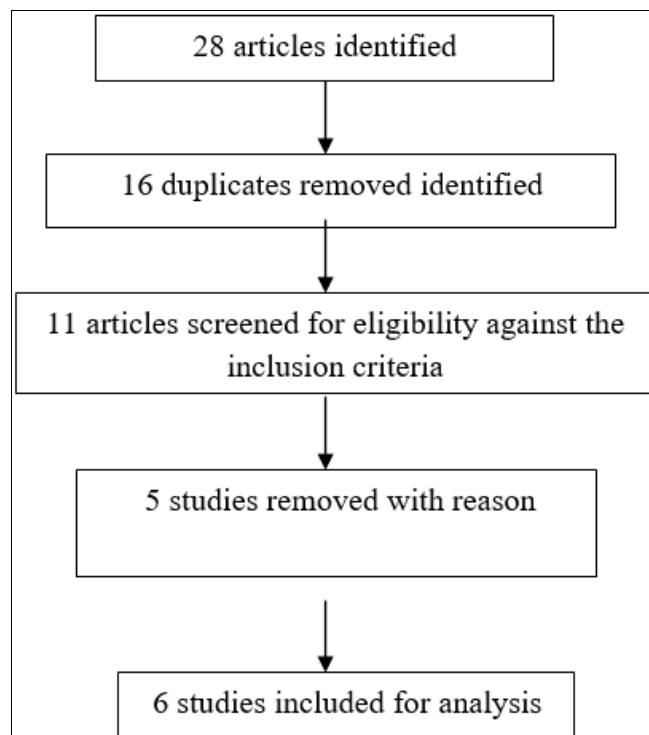 28 articles identified
16 duplicates removed identified
11 articles screened for eligibility against the
inclusion criteria
5 studies removed with reason
6 studies included for analysis